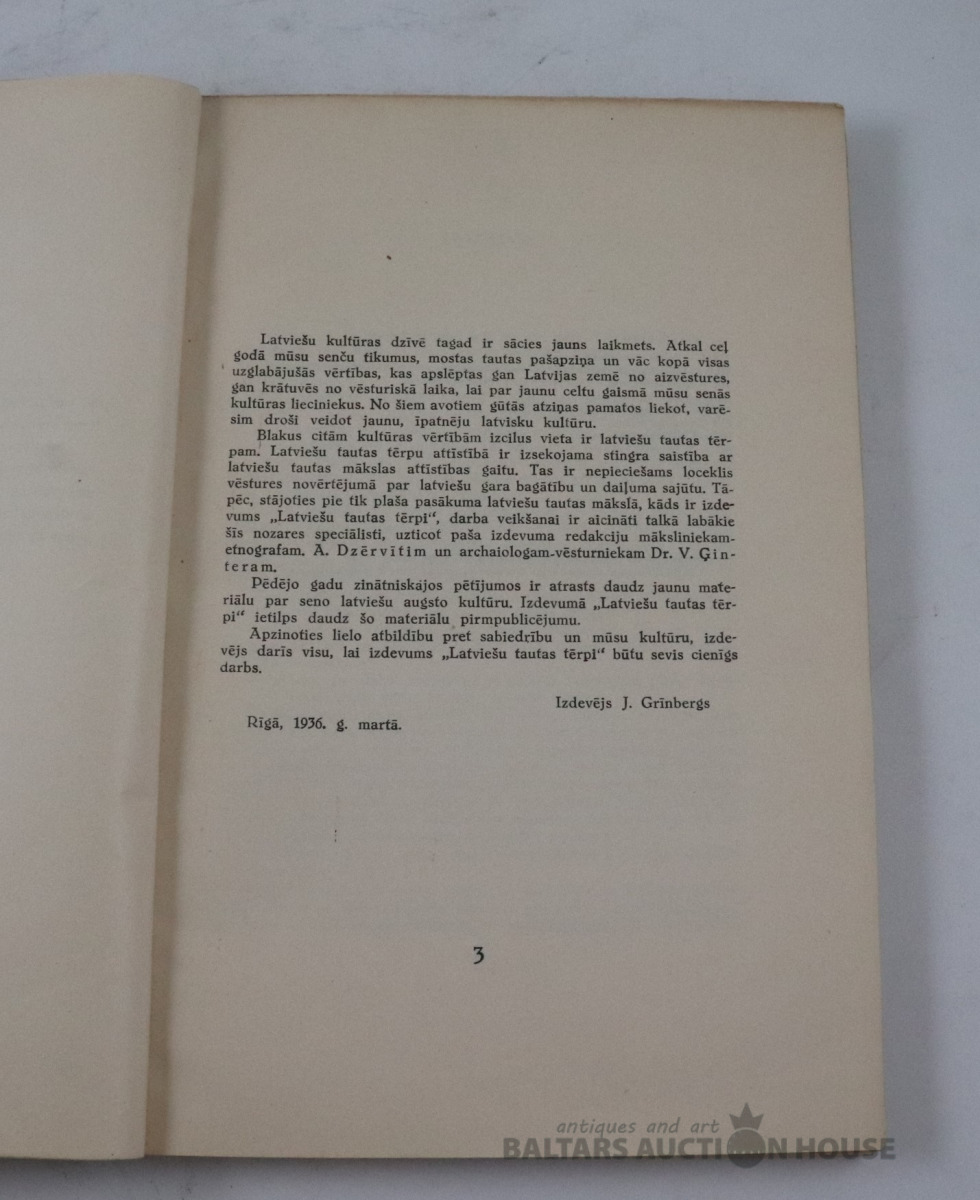 Latviešu kultūras dzīvē tagad ir sācies jauns laikmets. Atkal ceļ
godā mūsu senču tikumus, mostas tautas pašapziņa un vāc kopā visas
uzglabājušās vērtības, kas apslēptas gan Latvijas zemē no aizvēstures,
gan krātuvēs no vēsturiskā laika, lai par jaunu celtu gaismā mūsu senās
kultūras lieciniekus. No šiem avotiem gūtās atziņas pamatos liekot, varē-
sim droši veidot jaunu, īpatnēju latvisku kultūru.
Blakus citām kultūras vērtībām izcilus vieta ir latviešu tautas tēr-
pam. Latviešu tautas tērpu attīstībā ir izsekojama stingra saistība ar
latviešu tautas mākslas attīstības gaitu. Tas ir nepieciešams loceklis
vēstures novērtējumā par latviešu gara bagātību un daiļuma sajūtu. Tā-
pēc, stājoties pie tik plaša pasākuma latviešu tautas mākslā, kāds ir izde-
vums „Latviešu tautas tērpi“, darba veikšanai ir aicināti talkā labākie
šīs nozares speciālisti, uzticot paša izdevuma redakciju māksliniekam-
etnografam. A. Dzērvītim un archaiologam-vēsturniekam Dr. V. Ģin-
teram.
Pēdējo gadu zinātniskajos pētījumos ir atrasts daudz jaunu mate-
riālu par seno latviešu augsto kultūru. Izdevumā „Latviešu tautas tēr-
pi“ ietilps daudz šo materiālu pirmpublicējumu.
Apzinoties lielo atbildību pret sabiedrību un mūsu kultūru, izde-
vējs darīs visu, lai izdevums „Latviešu tautas tērpi“ būtu sevis cienīgs
darbs.
Izdevējs J. Grīnbergs
Rīgā, 1936. g. martā.
3
antiques and art
BALTARS AUCTION HOUSE